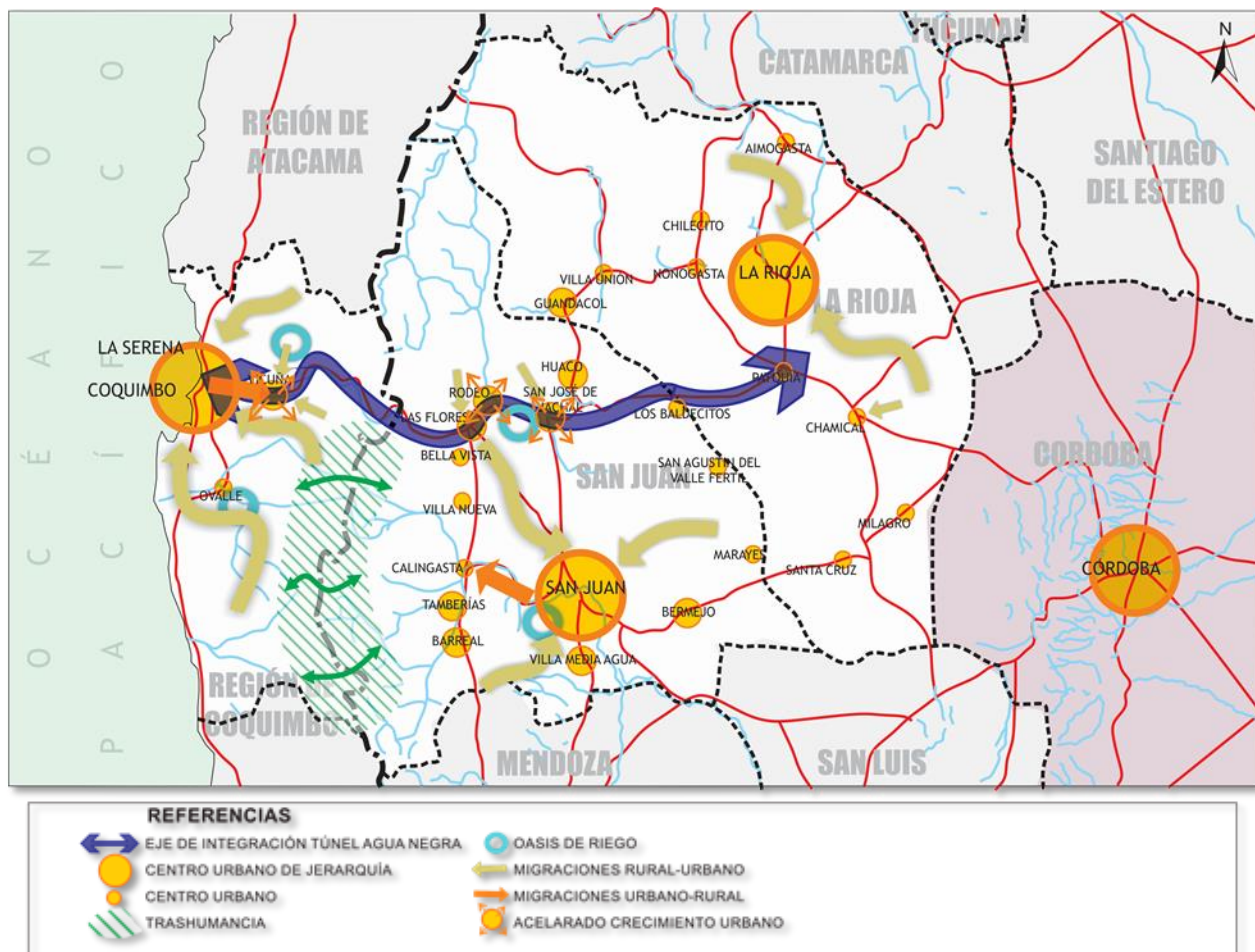 TUCUMAN
N
CATAMARCA
REGIÓN DE
ATACAMA
AIMOGASTA
SANTIAGO
DEL ESTERO
CHILECITO
VILLA UNION
NONOGASTA
LA RIOJA
GUANDACOL
LA RIOJA
OCÉANO
PACÍFICO
LA SERENA
COQUIMBO
HUACO
RODEO
SAN JOSÉ DE
LAS FLORES
LOS BALDECITOS
CHAMICAL
BELLA VISTA
SAN JUAN
SAN AGUSTIN DEL
VALLE FERTIL
CORDOBA
OVALLE
VILLA NUEVA
MILAGRO
MARAYES
SANTA CRUZ
CALINGASTA
SAN JUAN
CÓRDOBA
TAMBERÍAS
BERMEJO
BARREAL
VILLA MEDIA AGUA
REGIÓN DE
COQUIMBO
MENDOZA
SAN LUIS
REFERENCIAS
EJE DE INTEGRACIÓN TÚNEL AGUA NEGRA
CENTRO URBANO DE JERARQUÍA
CENTRO URBANO
TRASHUMANCIA
OASIS DE RIEGO
MIGRACIONES RURAL-URBANO
MIGRACIONES URBANO-RURAL
ACELARADO CRECIMIENTO URBANO